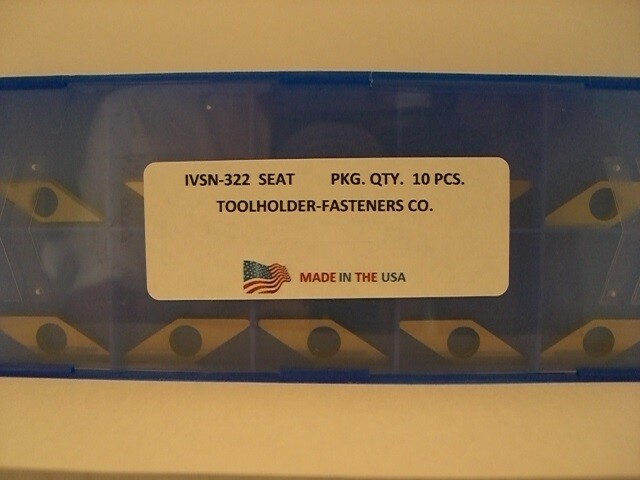 IVSN-322 SEAT PKG. QTY. 10 PCS.
TOOLHOLDER-FASTENERS CO.
MADE IN THE USA